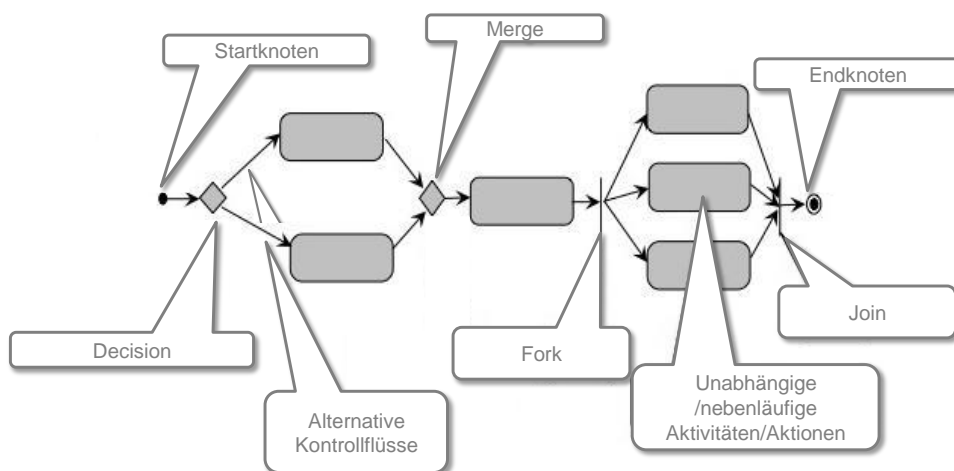 Merge
Startknoten
Endknoten
Decision
Fork
Join
Alternative
Kontrollflüsse
Unabhängige
/nebenläufige
Aktivitäten/Aktionen